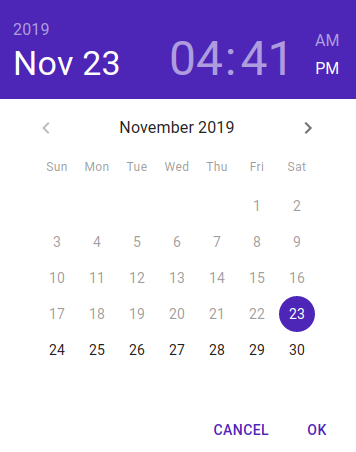 2019
Nov 23
04:41
AM
PM
November 2019
Sun Mon Tue Wed Thu Fri Sat
1 2
3 4 5 6 7 8 9
10 11 12 13 14 15 16
17 18 19 20 21 22 23
24 25 26 27 28 29 30
CANCEL OK